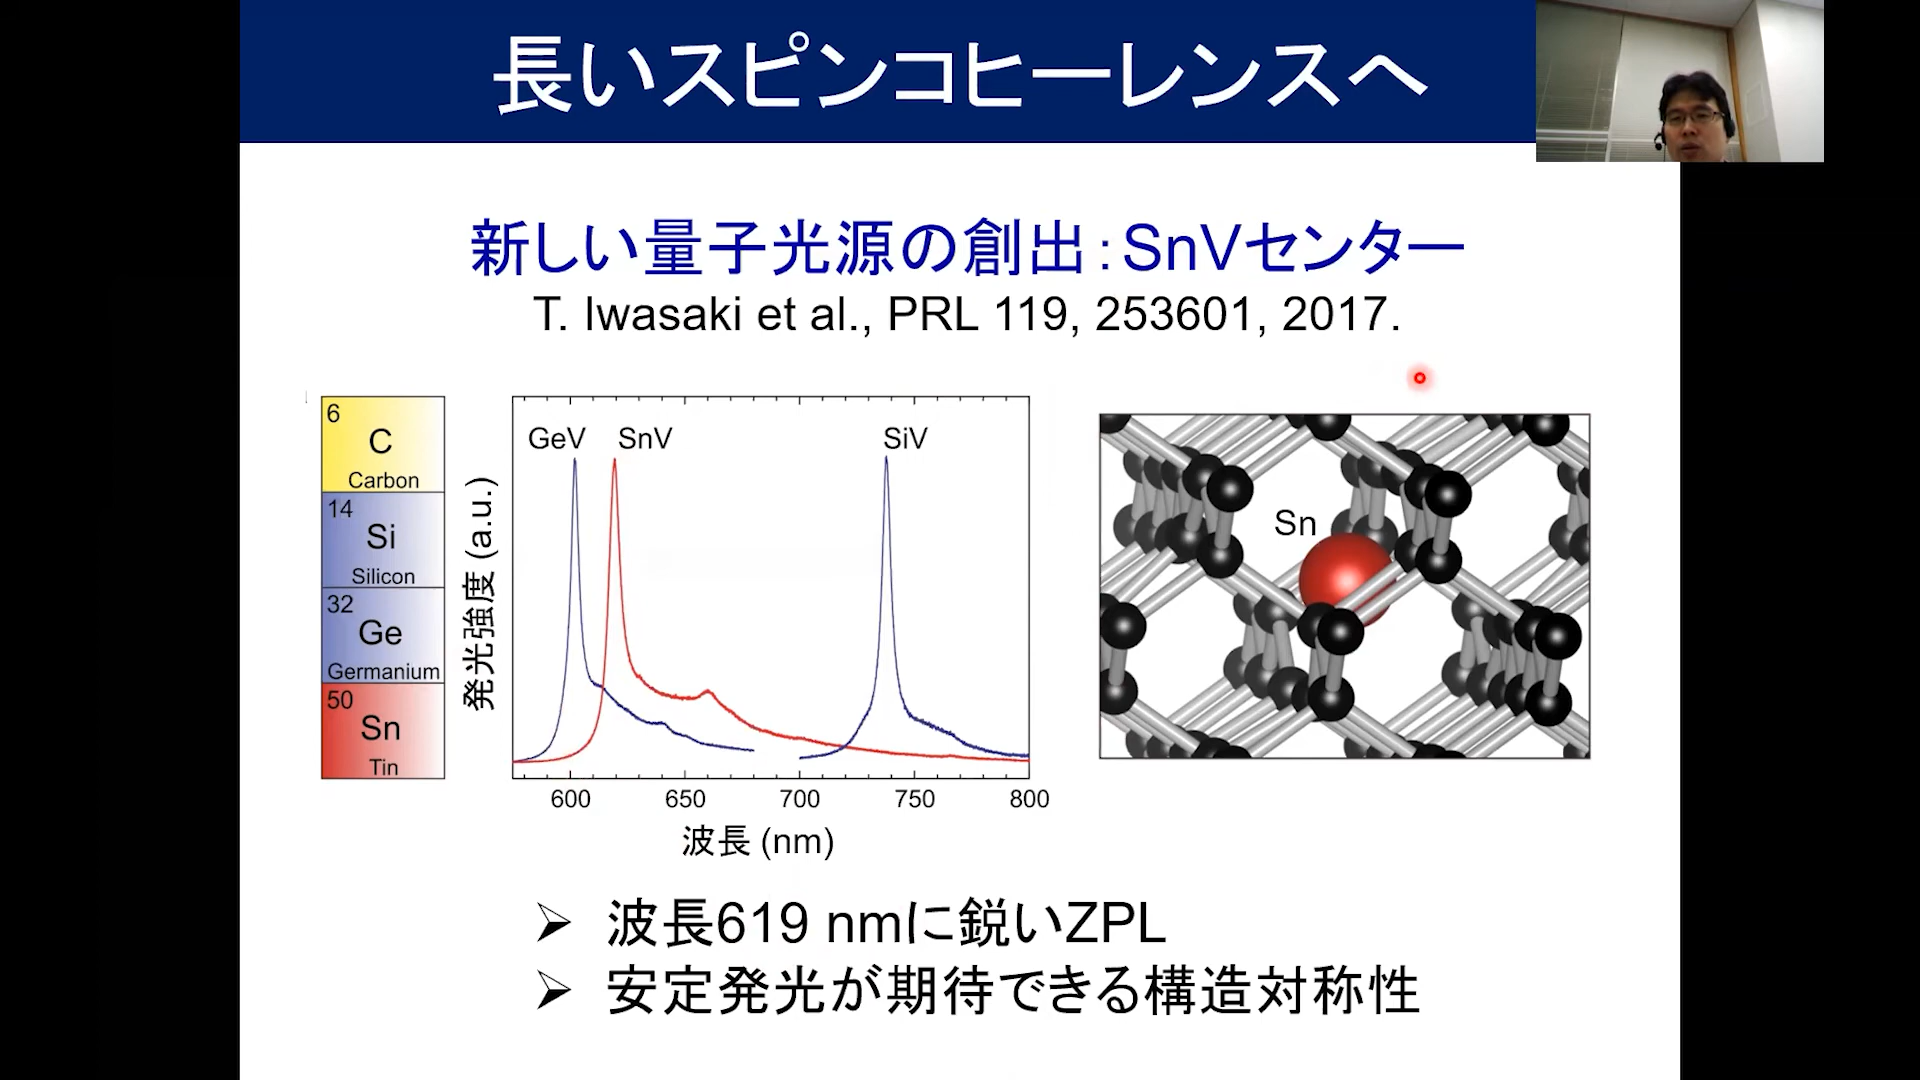 長いスピンコヒーレンスへ
新しい量子光源の創出：SnVセンター
T. Iwasaki et al., PRL 119, 253601, 2017.
6
C
Carbon
14
Si
Silicon
32
Ge
Germanium
50
Sn
Tin
発光強度 (a.u.)
GeV SnV SiV
600 650 700 750 800
波長 (nm)
Sn
➢ 波長619 nmに鋭いZPL
➢ 安定発光が期待できる構造対称性